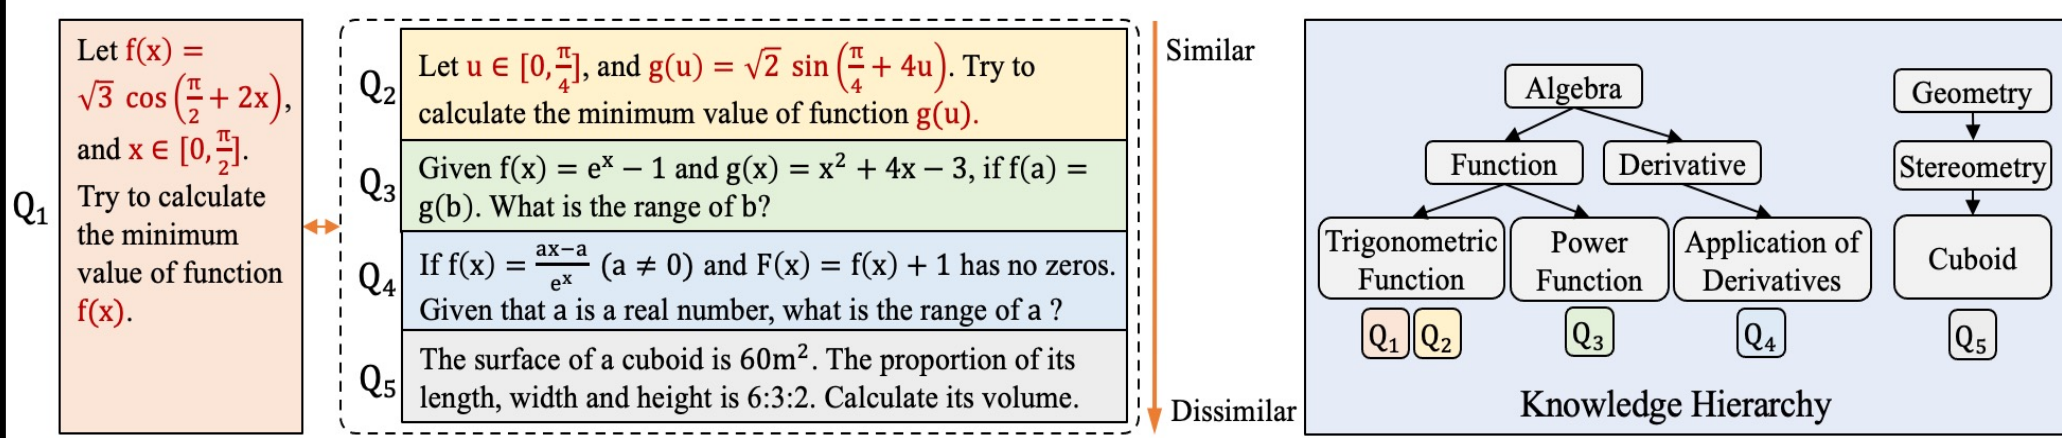 Q₁
Let f(x) =
√3 cos (π/2 + 2x),
and x ∈ [0, π/2].
Try to calculate
the minimum
value of function
f(x).
Q₂
Let u ∈ [0, π/4], and g(u) = √2 sin (π/4 + 4u). Try to
calculate the minimum value of function g(u).
Q₃
Given f(x) = eˣ − 1 and g(x) = x² + 4x − 3, if f(a) =
g(b). What is the range of b?
Q₄
If f(x) = (ax−a)/eˣ (a ≠ 0) and F(x) = f(x) + 1 has no zeros.
Given that a is a real number, what is the range of a ?
Q₅
The surface of a cuboid is 60m². The proportion of its
length, width and height is 6:3:2. Calculate its volume.
Similar
Dissimilar
Algebra
Geometry
Function
Derivative
Stereometry
Trigonometric
Function
Power
Function
Application of
Derivatives
Cuboid
Q₁
Q₂
Q₃
Q₄
Q₅
Knowledge Hierarchy